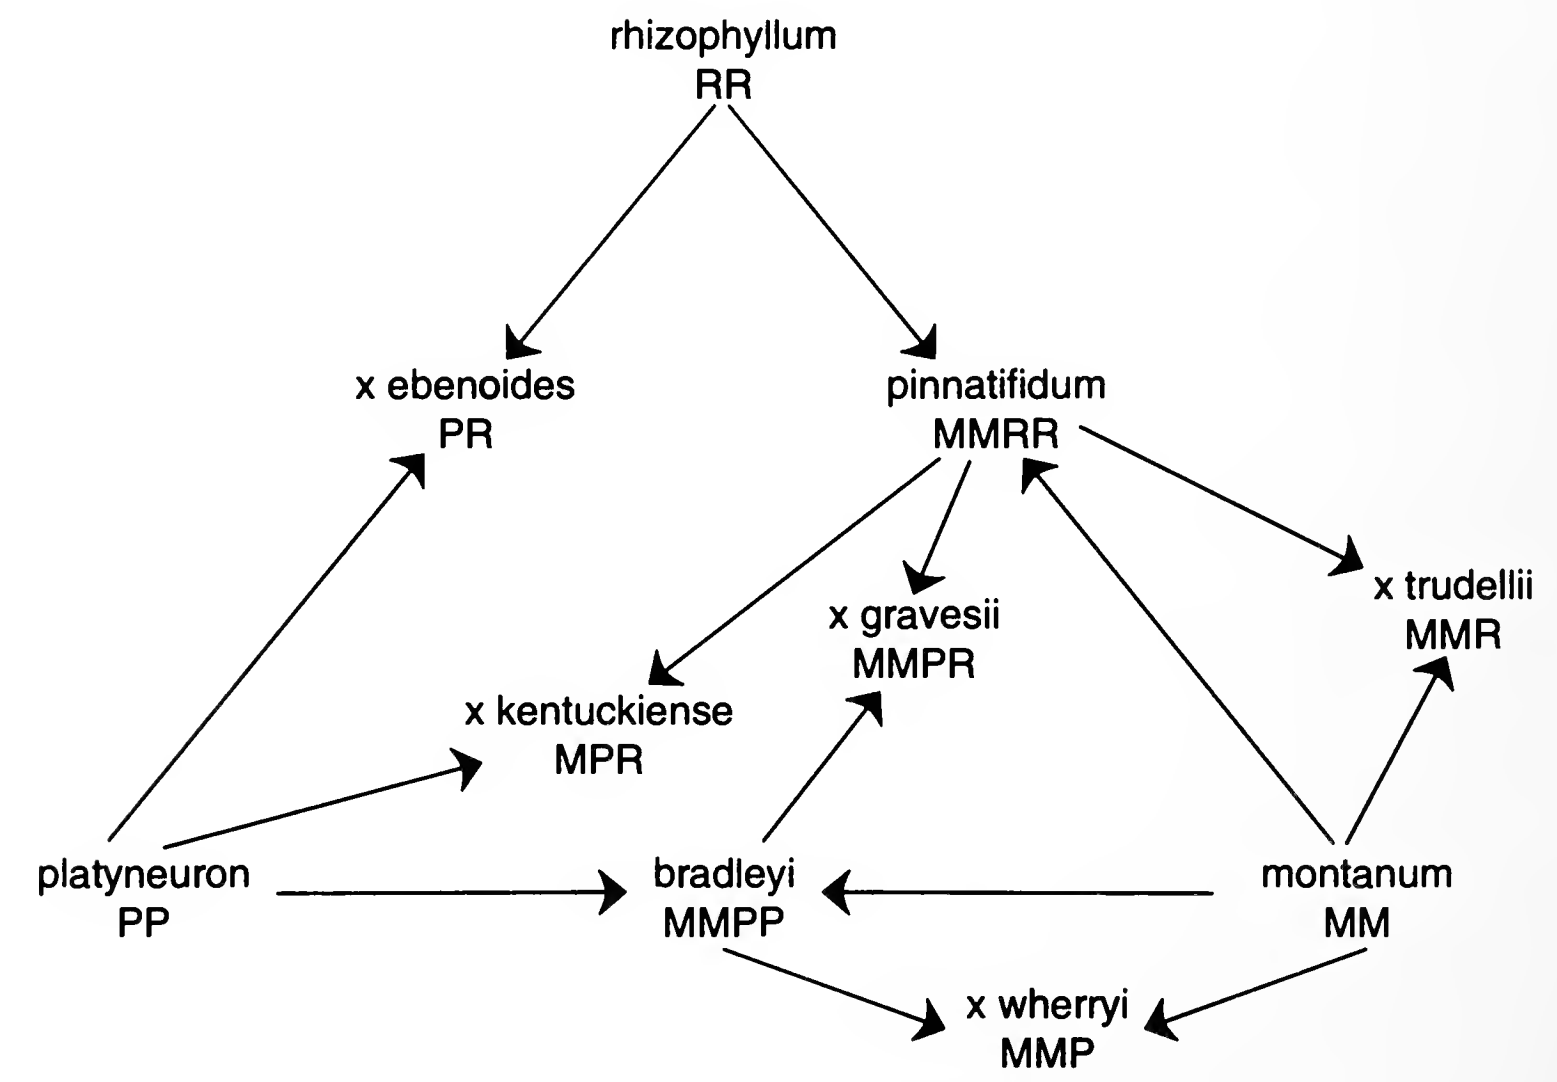 rhizophyllum
RR
x ebenoides
PR
pinnatifidum
MMRR
x trudellii
MMR
x gravesii
MMPR
x kentuckiense
MPR
platyneuron
PP
bradleyi
MMPP
montanum
MM
x wherryi
MMP